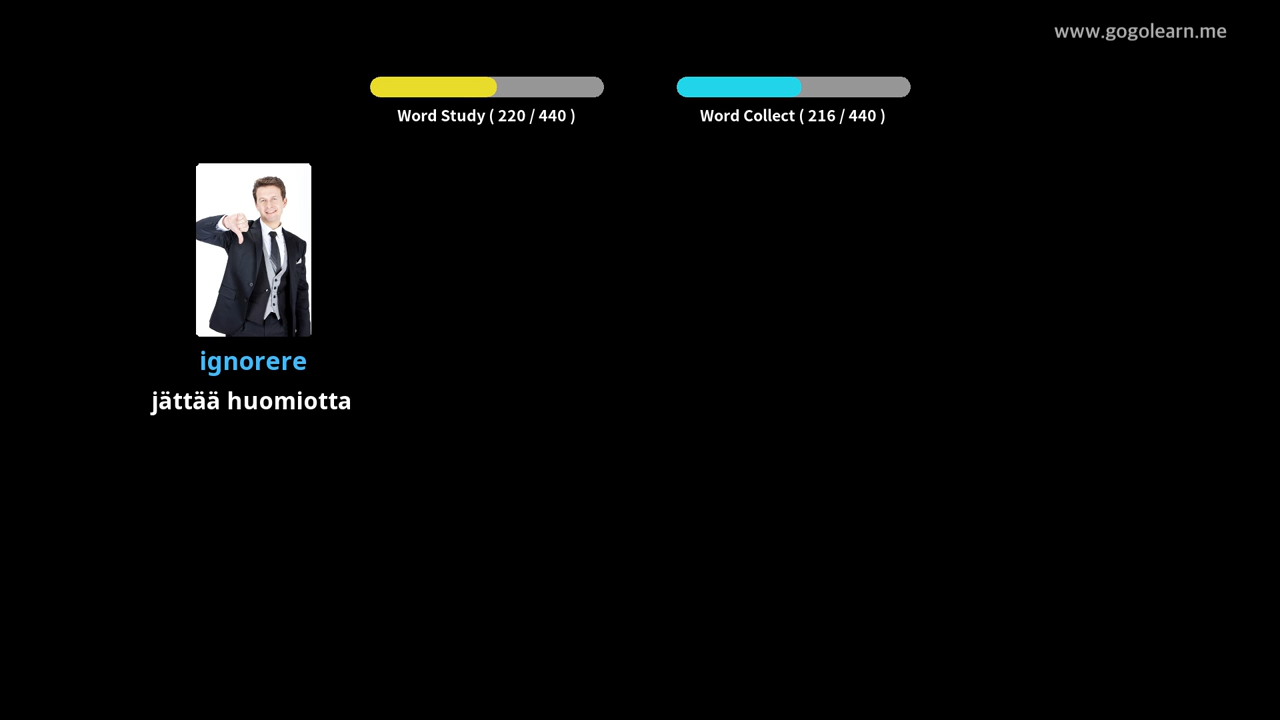 www.gogolearn.me
Word Study ( 220 / 440 )
Word Collect ( 216 / 440 )
ignorere
jättää huomiotta